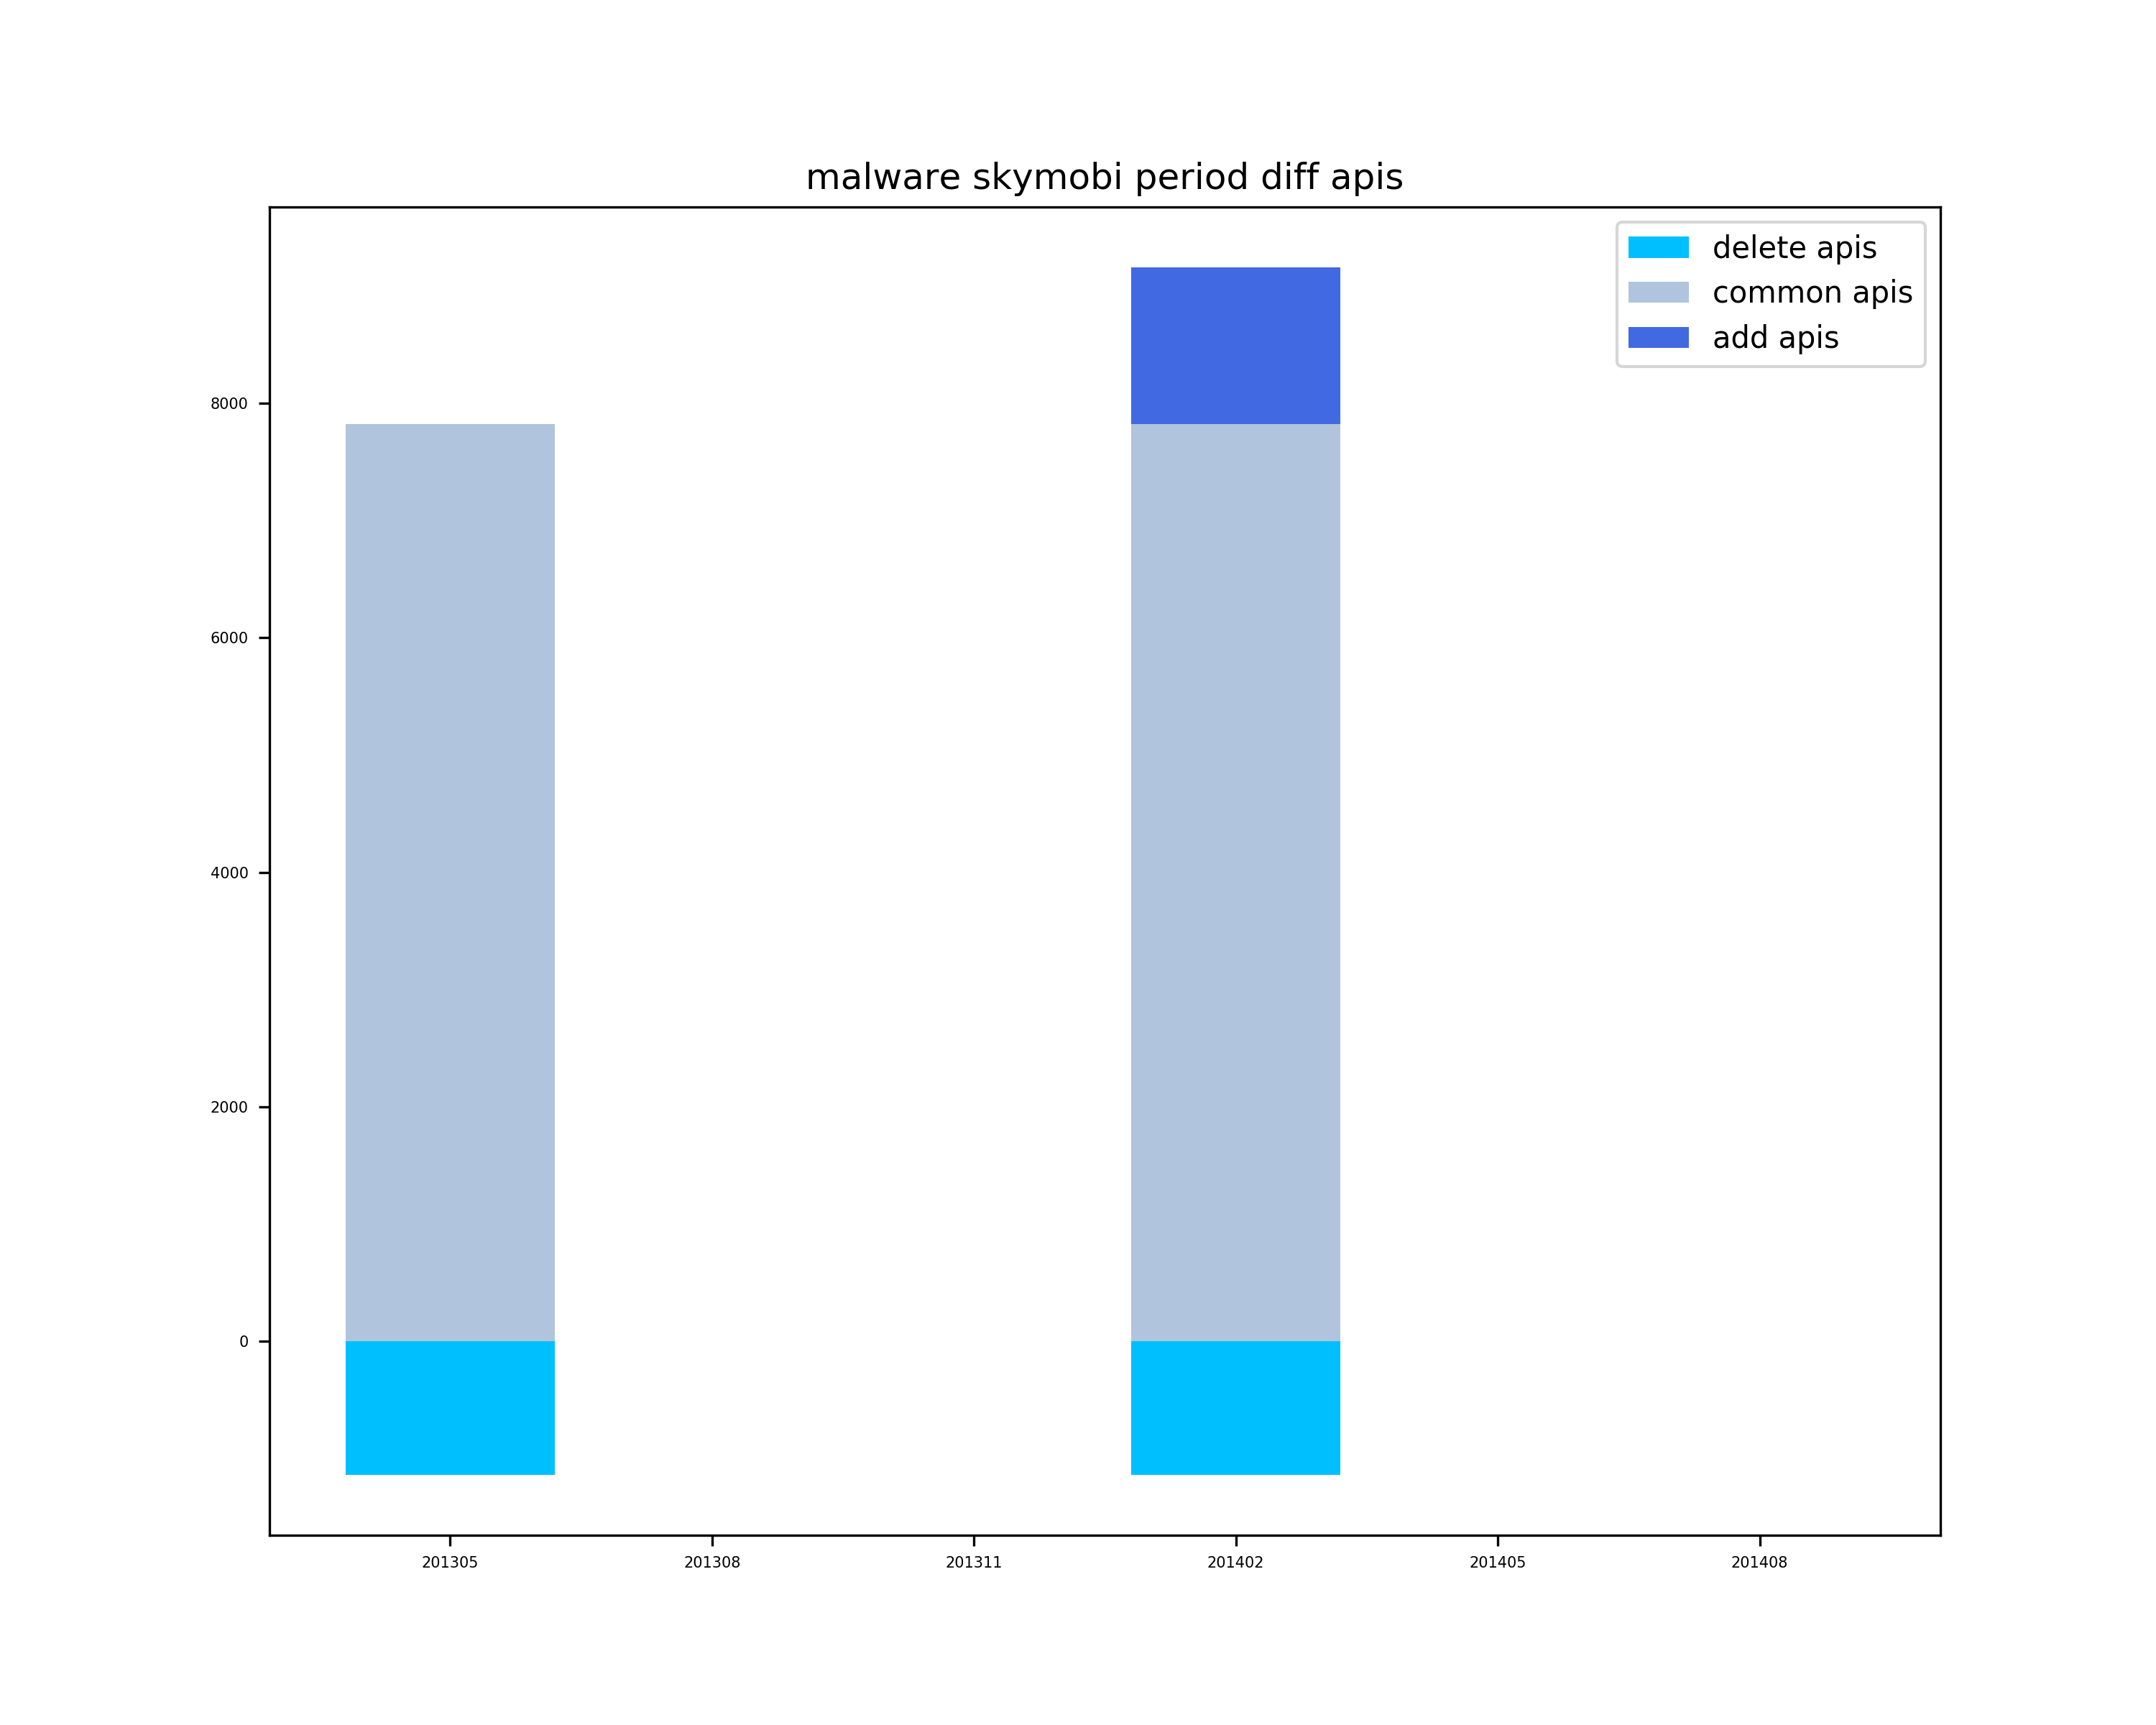 malware skymobi period diff apis
delete apis
common apis
add apis
8000
6000
4000
2000
0
201305 201308 201311 201402 201405 201408